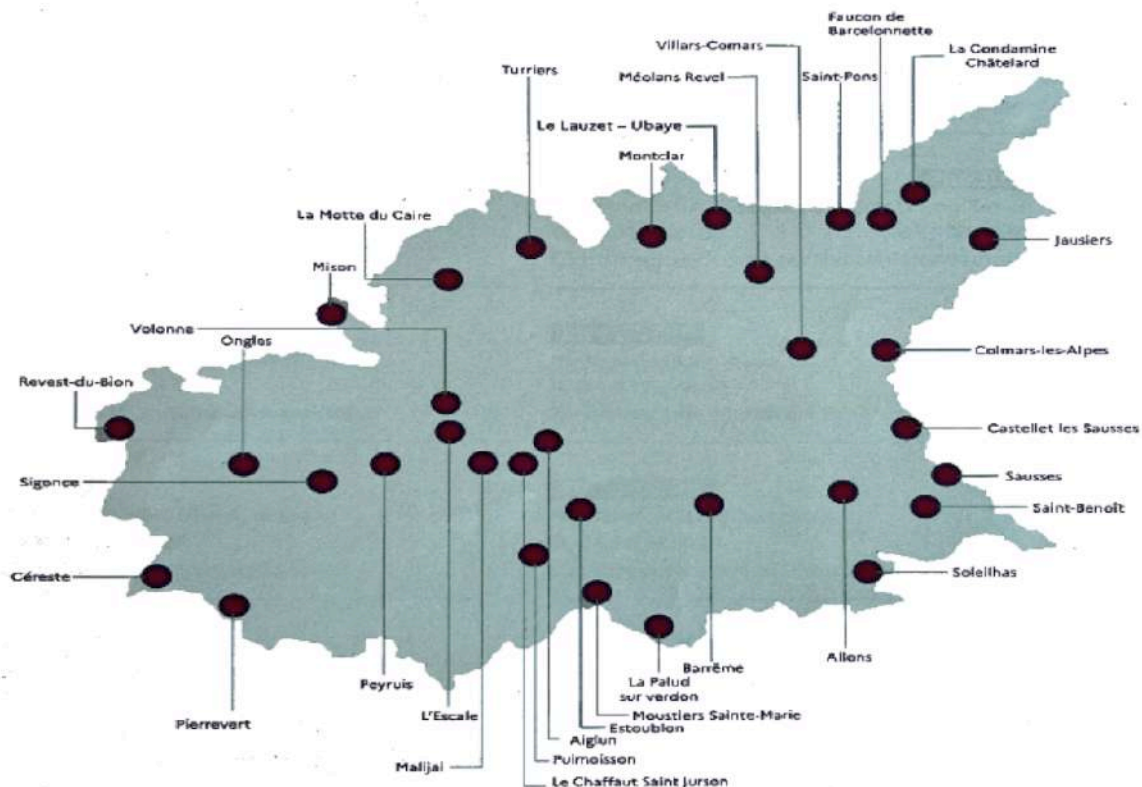 Faucon de
Barcelonnette
Villars-Comars
La Condamine
Châtelard
Turriers
Méolans Revel
Saint-Pons
Le Lauzet – Ubaye
Montclar
La Motte du Caire
Jausiers
Mison
Volonne
Ongles
Colmars-les-Alpes
Revest-du-Bion
Castellet les Sausses
Sausses
Sigonce
Saint-Benoît
Céreste
Soleilhas
Allons
Barrême
Peyruis
La Palud
sur verdon
L'Escale
Moustiers Sainte-Marie
Pierrevert
Estoublon
Aiglun
Puimoisson
Malijai
Le Chaffaut Saint Jurson